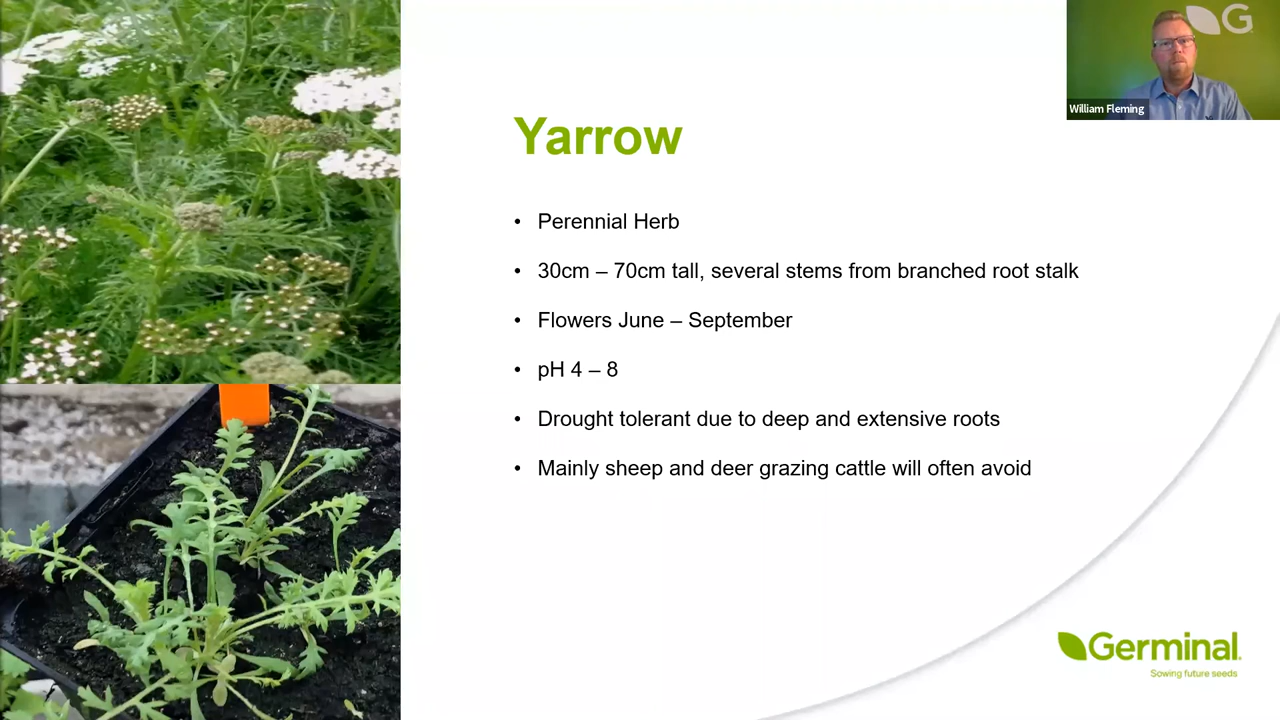 G
William Fleming
Yarrow
• Perennial Herb
• 30cm – 70cm tall, several stems from branched root stalk
• Flowers June – September
• pH 4 – 8
• Drought tolerant due to deep and extensive roots
• Mainly sheep and deer grazing cattle will often avoid
Germinal.
Sowing future seeds